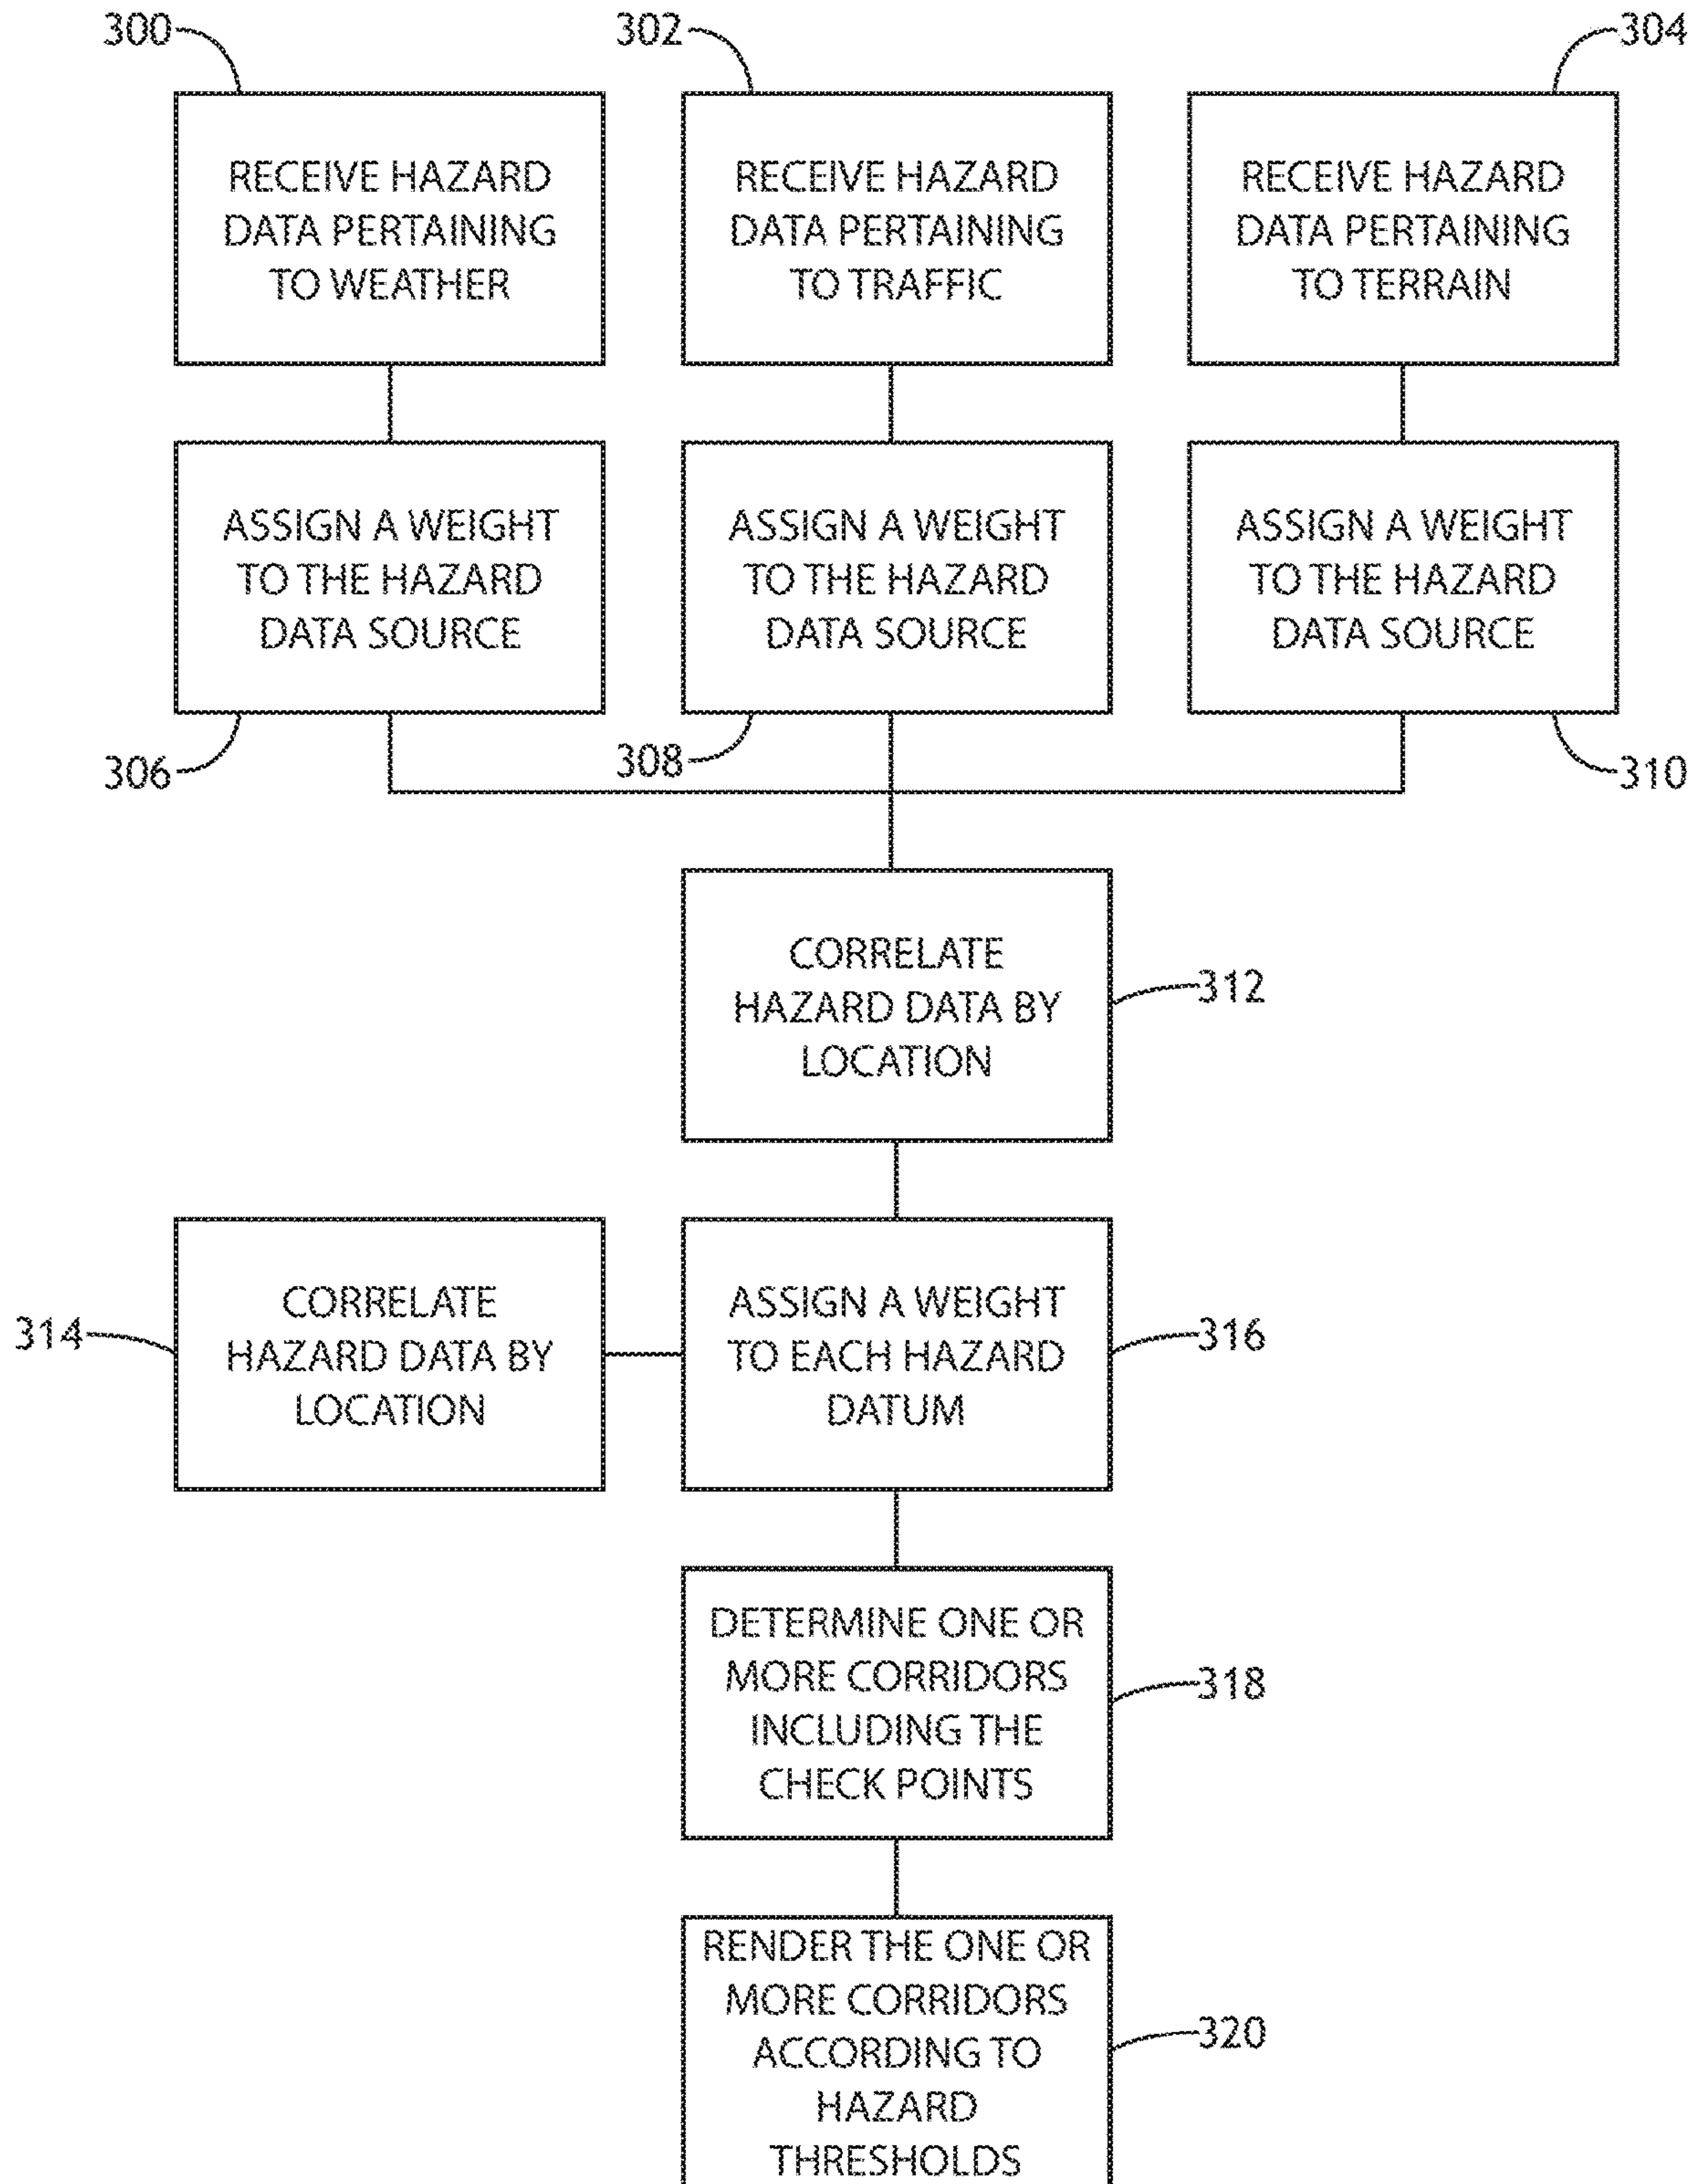 300
302
304
RECEIVE HAZARD
DATA PERTAINING
TO WEATHER
RECEIVE HAZARD
DATA PERTAINING
TO TRAFFIC
RECEIVE HAZARD
DATA PERTAINING
TO TERRAIN
ASSIGN A WEIGHT
TO THE HAZARD
DATA SOURCE
ASSIGN A WEIGHT
TO THE HAZARD
DATA SOURCE
ASSIGN A WEIGHT
TO THE HAZARD
DATA SOURCE
306
308
310
CORRELATE
HAZARD DATA BY
LOCATION
312
314
CORRELATE
HAZARD DATA BY
LOCATION
ASSIGN A WEIGHT
TO EACH HAZARD
DATUM
316
DETERMINE ONE OR
MORE CORRIDORS
INCLUDING THE
CHECK POINTS
318
RENDER THE ONE OR
MORE CORRIDORS
ACCORDING TO
HAZARD
THRESHOLDS
320